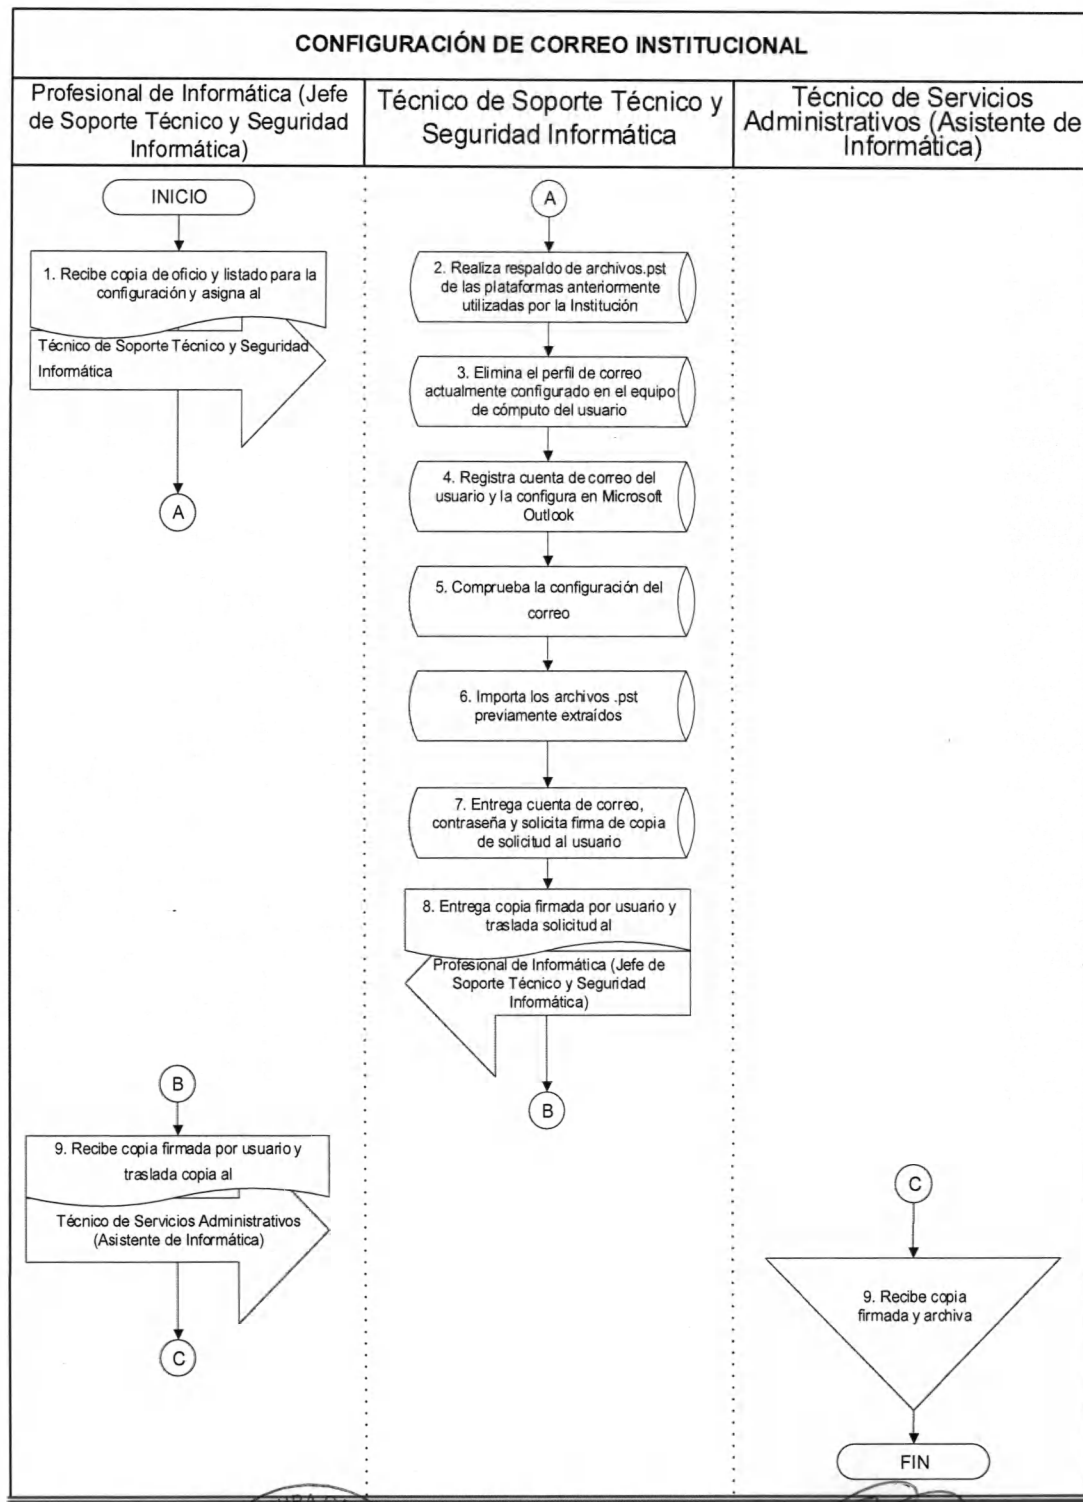 CONFIGURACIÓN DE CORREO INSTITUCIONAL
Profesional de Informática (Jefe
de Soporte Técnico y Seguridad
Informática)
Técnico de Soporte Técnico y
Seguridad Informática
Técnico de Servicios
Administrativos (Asistente de
Informática)
INICIO
1. Recibe copia de oficio y listado para la
configuración y asigna al
Técnico de Soporte Técnico y Seguridad
Informática
A
A
2. Realiza respaldo de archivos.pst
de las plataformas anteriormente
utilizadas por la Institución
3. Elimina el perfil de correo
actualmente configurado en el equipo
de cómputo del usuario
4. Registra cuenta de correo del
usuario y la configura en Microsoft
Outlook
5. Comprueba la configuración del
correo
6. Importa los archivos .pst
previamente extraídos
7. Entrega cuenta de correo,
contraseña y solicita firma de copia
de solicitud al usuario
8. Entrega copia firmada por usuario y
traslada solicitud al
Profesional de Informática (Jefe de
Soporte Técnico y Seguridad
Informática)
B
B
9. Recibe copia firmada por usuario y
traslada copia al
Técnico de Servicios Administrativos
(Asistente de Informática)
C
C
9. Recibe copia
firmada y archiva
FIN